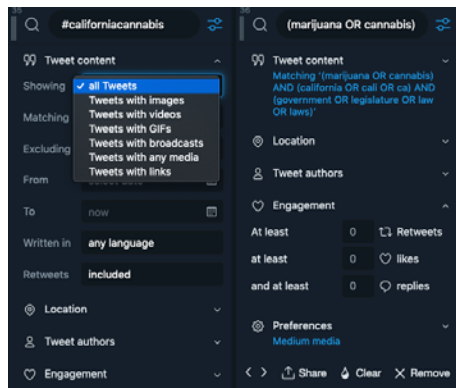 35
#californiacannabis
Tweet content
Showing
✓ all Tweets
Tweets with images
Tweets with videos
Tweets with GIFs
Tweets with broadcasts
Tweets with any media
Tweets with links
Matching
Excluding
From
select date
To
now
Written in
any language
Retweets
included
Location
Tweet authors
Engagement
36
(marijuana OR cannabis)
Tweet content
Matching '(marijuana OR cannabis)
AND (california OR cali OR ca) AND
(government OR legislature OR law
OR laws)'
Location
Tweet authors
Engagement
At least 0 Retweets
at least 0 likes
and at least 0 replies
Preferences
Medium media
< > Share Clear X Remove